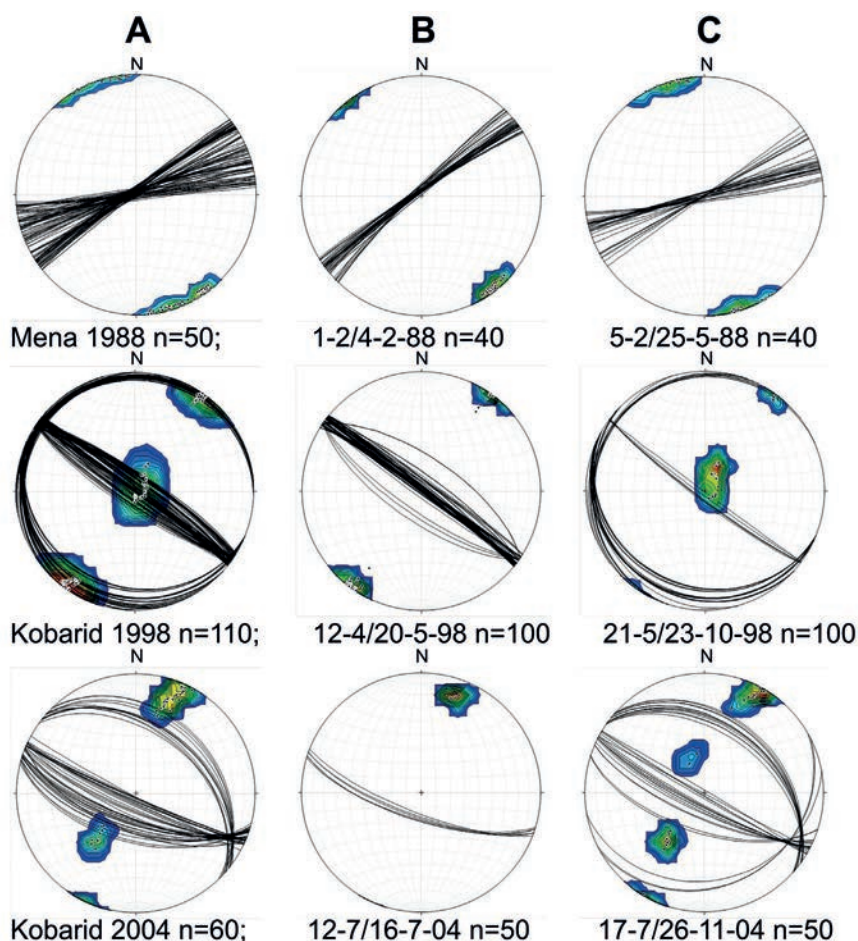 A B C
N N N
Mena 1988 n=50; 1-2/4-2-88 n=40 5-2/25-5-88 n=40
N N N
Kobarid 1998 n=110; 12-4/20-5-98 n=100 21-5/23-10-98 n=100
N N N
Kobarid 2004 n=60; 12-7/16-7-04 n=50 17-7/26-11-04 n=50